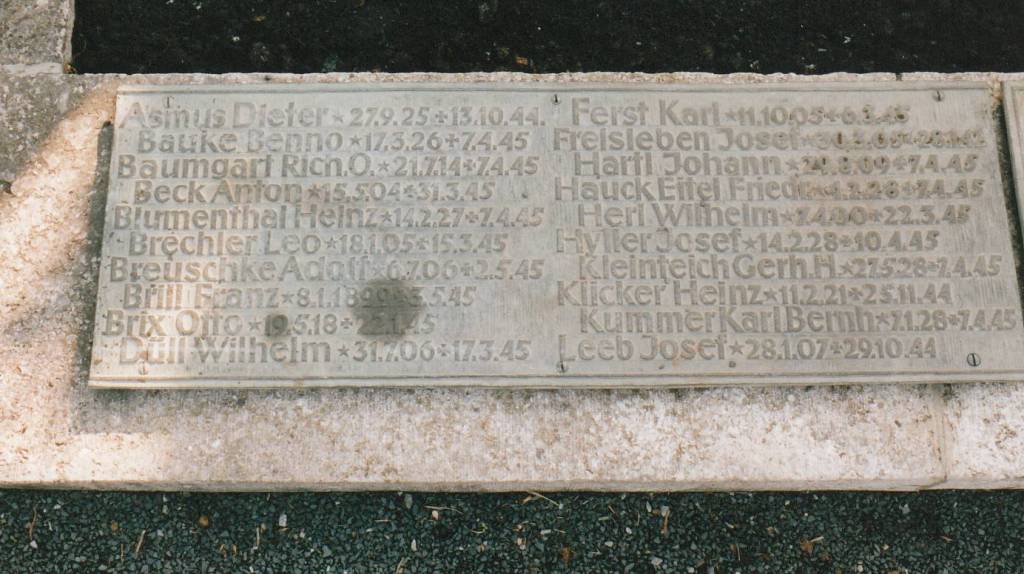 Asmus Dieter * 27.9.25 + 13.10.44.
Bauke Benno * 17.3.26 + 7.4.45
Baumgart Rich. O. * 21.7.14 + 7.4.45
Beck Anton * 15.5.04 + 31.3.45
Blumenthal Heinz * 14.2.27 + 7.4.45
Brechler Leo * 18.1.05 + 15.3.45
Breuschke Adolf * 6.7.06 + 2.5.45
Brill Franz
Brix Otto * 19.5.18 + 22.1.45
Düll Wilhelm * 31.7.06 + 17.3.45
Ferst Karl * 11.10.05 + 6.3.45
Freisleben Josef
Hartl Johann * 24.8.09 + 7.4.45
Hauck Eitel Friedr.
Herl Wilhelm * 7.4.80 + 22.3.45
Hyller Josef * 14.2.28 + 10.4.45
Kleinteich Gerh. H. * 27.5.28 + 7.4.45
Klicker Heinz * 11.2.21 + 25.11.44
Kummer Karl Bernh * 7.1.28 + 7.4.45
Leeb Josef * 28.1.07 + 29.10.44